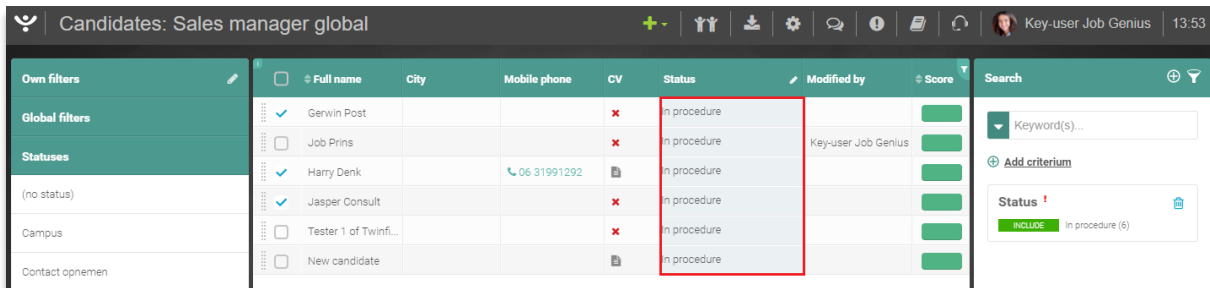 Candidates: Sales manager global
Key-user Job Genius
13:53
Own filters
Global filters
Statuses
(no status)
Campus
Contact opnemen
Full name City Mobile phone CV Status Modified by Score
Gerwin Post In procedure
Job Prins In procedure Key-user Job Genius
Harry Denk 06 31991292 In procedure
Jasper Consult In procedure
Tester 1 of Twinfi... In procedure
New candidate In procedure
Search
Keyword(s)...
Add criterium
Status !
INCLUDE In procedure (6)